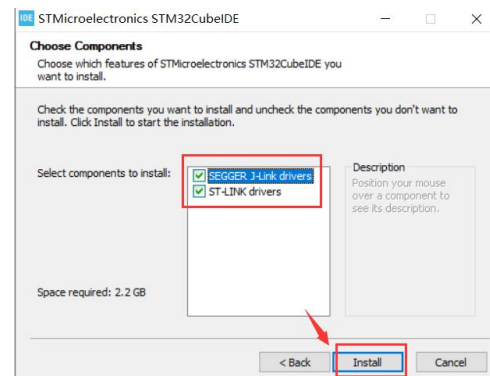 IDE STMicroelectronics STM32CubeIDE
Choose Components
Choose which features of STMicroelectronics STM32CubeIDE you
want to install.
Check the components you want to install and uncheck the components you don't want to
install. Click Install to start the installation.
Select components to install:
SEGGER J-Link drivers
ST-LINK drivers
Description
Position your mouse
over a component to
see its description.
Space required: 2.2 GB
< Back
Install
Cancel